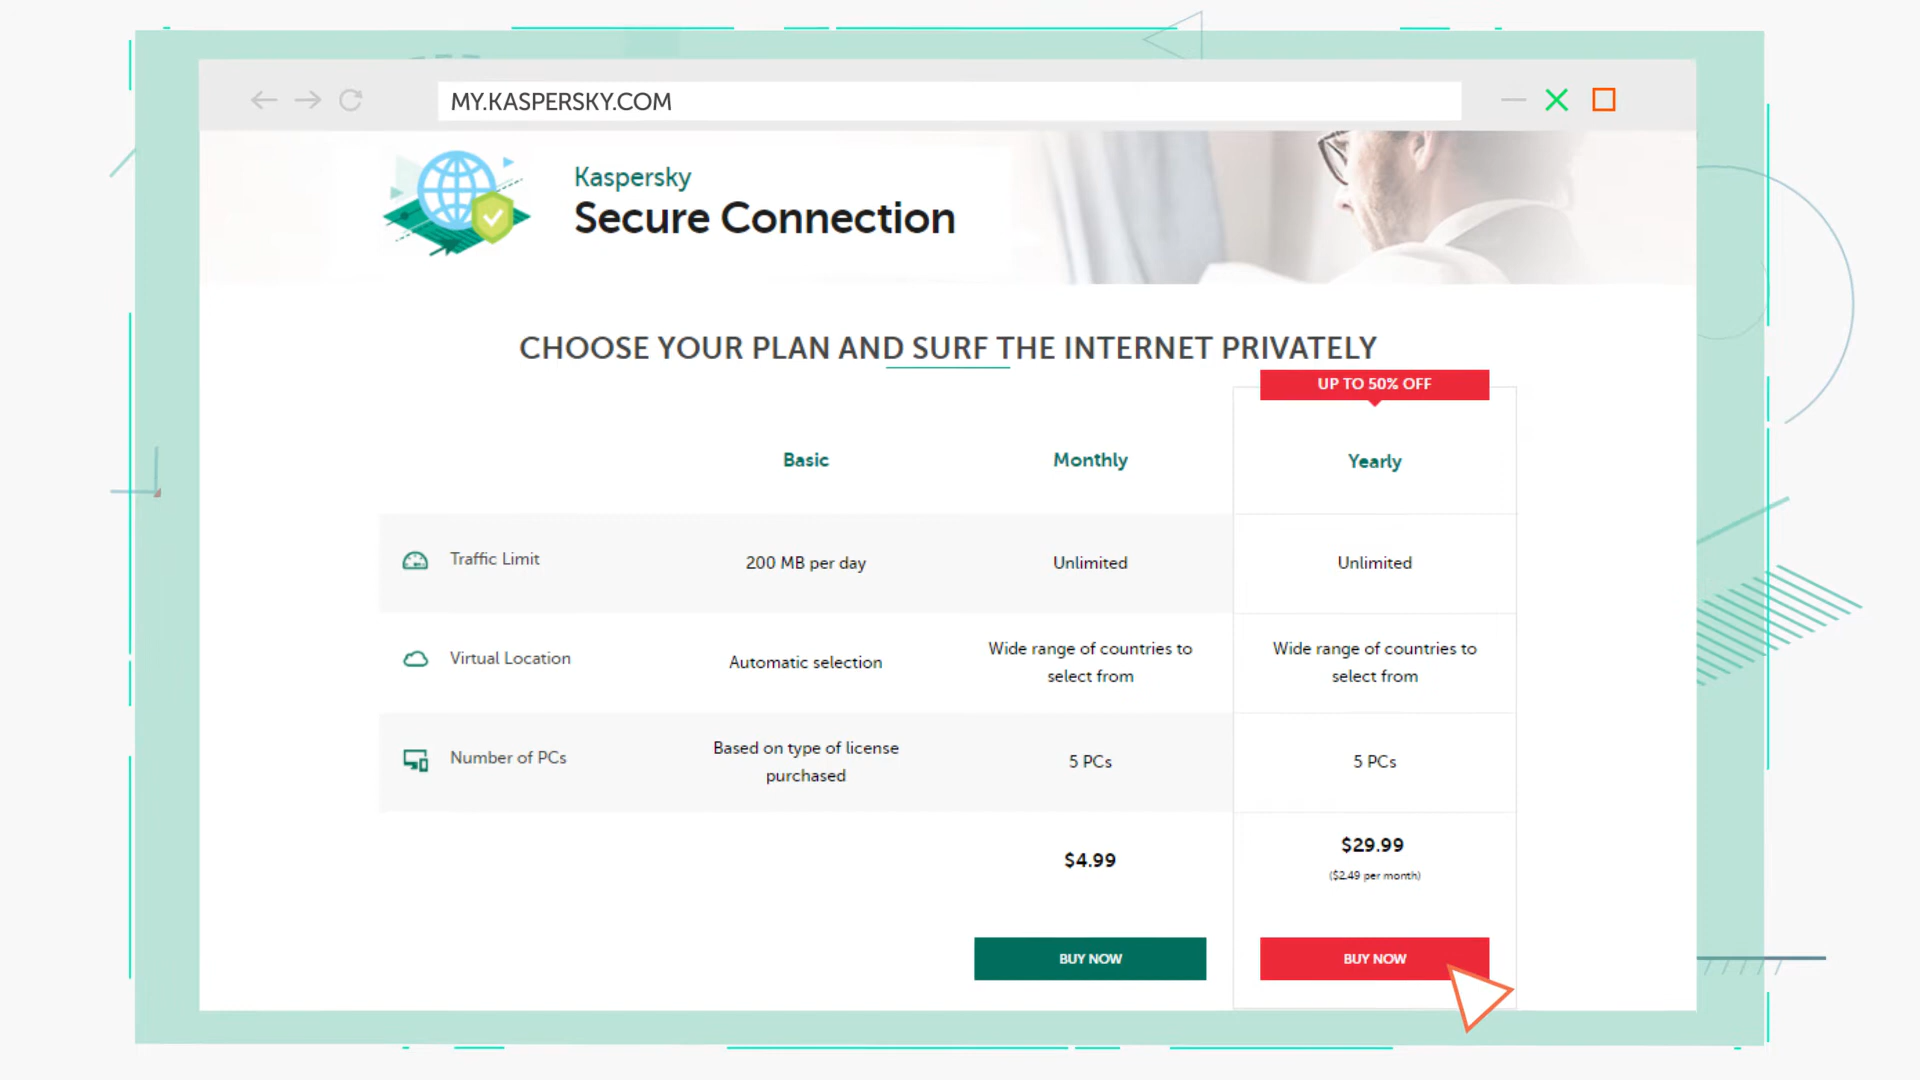 MY.KASPERSKY.COM
Kaspersky
Secure Connection
CHOOSE YOUR PLAN AND SURF THE INTERNET PRIVATELY
UP TO 50% OFF
Basic Monthly Yearly
Traffic Limit 200 MB per day Unlimited Unlimited
Virtual Location Automatic selection Wide range of countries to select from Wide range of countries to select from
Number of PCs Based on type of license purchased 5 PCs 5 PCs
$4.99 $29.99
($2.49 per month)
BUY NOW BUY NOW